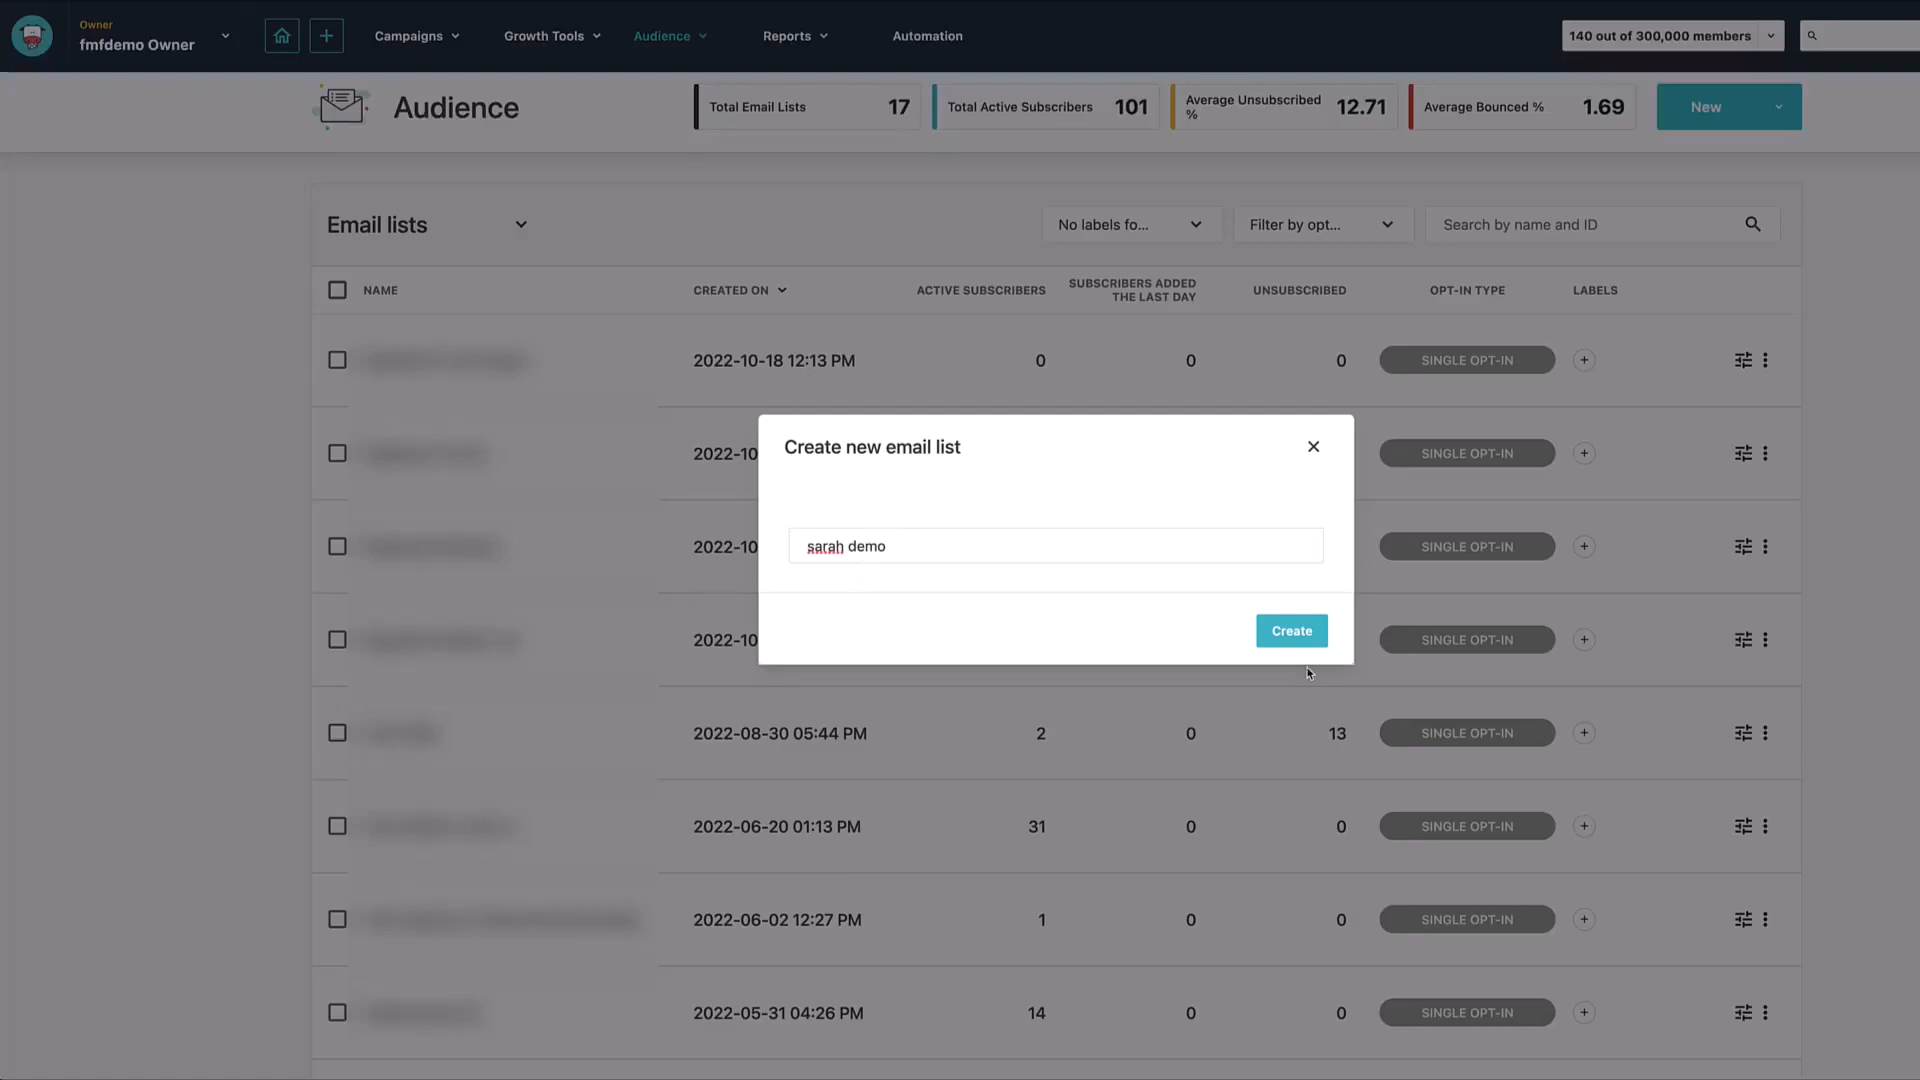 Owner
fmfdemo Owner
Campaigns
Growth Tools
Audience
Reports
Automation
140 out of 300,000 members
Audience
Total Email Lists 17
Total Active Subscribers 101
Average Unsubscribed % 12.71
Average Bounced % 1.69
New
Email lists
No labels fo...
Filter by opt...
Search by name and ID
NAME
CREATED ON
ACTIVE SUBSCRIBERS
SUBSCRIBERS ADDED
THE LAST DAY
UNSUBSCRIBED
OPT-IN TYPE
LABELS
2022-10-18 12:13 PM 0 0 0 SINGLE OPT-IN
2022-10 SINGLE OPT-IN
Create new email list
2022-10 SINGLE OPT-IN
sarah demo
2022-10 SINGLE OPT-IN
Create
2022-08-30 05:44 PM 2 0 13 SINGLE OPT-IN
2022-06-20 01:13 PM 31 0 0 SINGLE OPT-IN
2022-06-02 12:27 PM 1 0 0 SINGLE OPT-IN
2022-05-31 04:26 PM 14 0 0 SINGLE OPT-IN